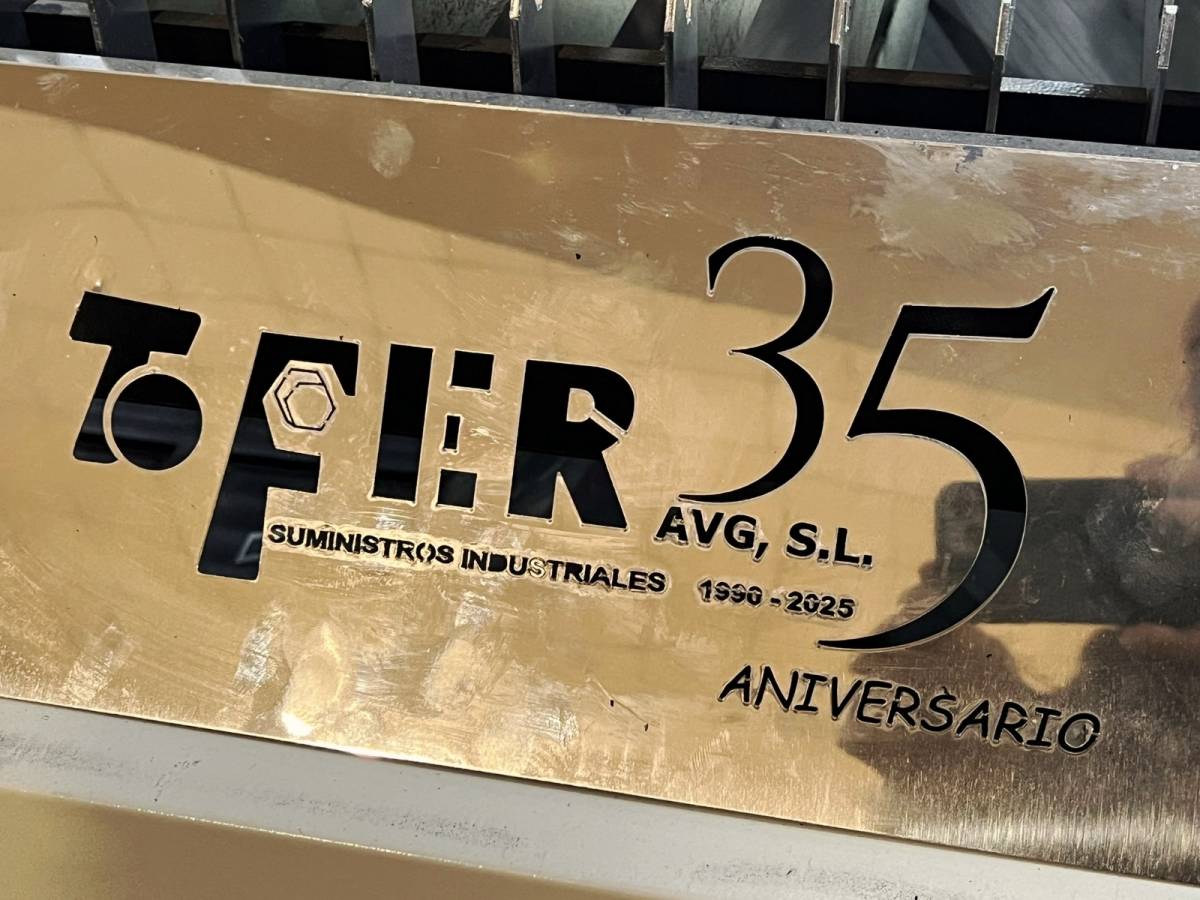 ToFER
35
AVG, S.L.
SUMINISTROS INDUSTRIALES
1990 - 2025
ANIVERSARIO